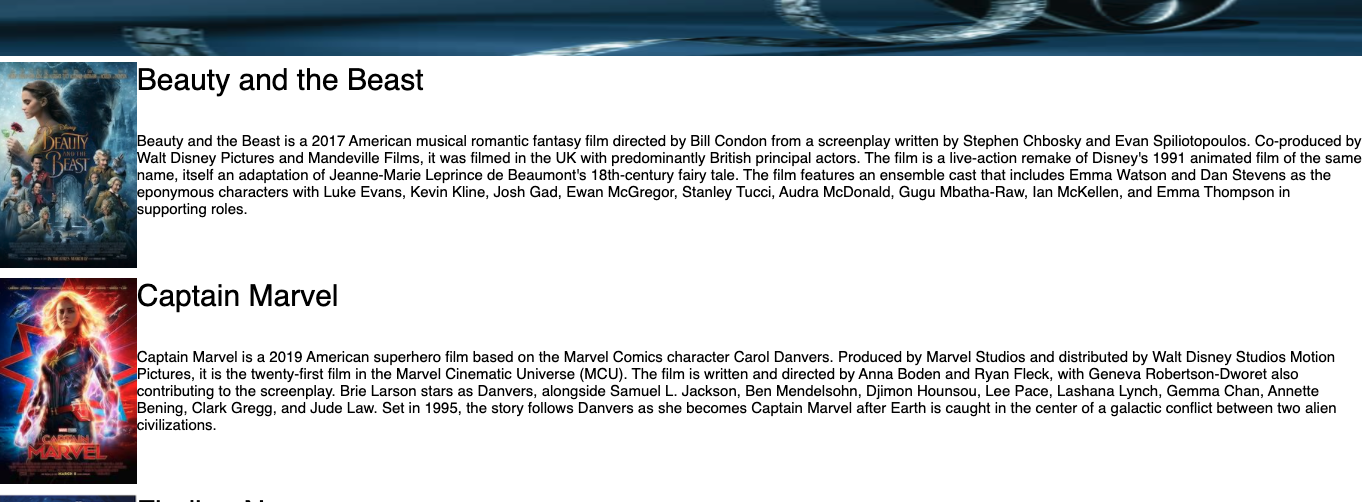 Beauty and the Beast
Beauty and the Beast is a 2017 American musical romantic fantasy film directed by Bill Condon from a screenplay written by Stephen Chbosky and Evan Spiliotopoulos. Co-produced by
Walt Disney Pictures and Mandeville Films, it was filmed in the UK with predominantly British principal actors. The film is a live-action remake of Disney's 1991 animated film of the same
name, itself an adaptation of Jeanne-Marie Leprince de Beaumont's 18th-century fairy tale. The film features an ensemble cast that includes Emma Watson and Dan Stevens as the
eponymous characters with Luke Evans, Kevin Kline, Josh Gad, Ewan McGregor, Stanley Tucci, Audra McDonald, Gugu Mbatha-Raw, Ian McKellen, and Emma Thompson in
supporting roles.
Disney
BEAUTY
AND THE
BEAST
Captain Marvel
Captain Marvel is a 2019 American superhero film based on the Marvel Comics character Carol Danvers. Produced by Marvel Studios and distributed by Walt Disney Studios Motion
Pictures, it is the twenty-first film in the Marvel Cinematic Universe (MCU). The film is written and directed by Anna Boden and Ryan Fleck, with Geneva Robertson-Dworet also
contributing to the screenplay. Brie Larson stars as Danvers, alongside Samuel L. Jackson, Ben Mendelsohn, Djimon Hounsou, Lee Pace, Lashana Lynch, Gemma Chan, Annette
Bening, Clark Gregg, and Jude Law. Set in 1995, the story follows Danvers as she becomes Captain Marvel after Earth is caught in the center of a galactic conflict between two alien
civilizations.
CAPTAIN
MARVEL